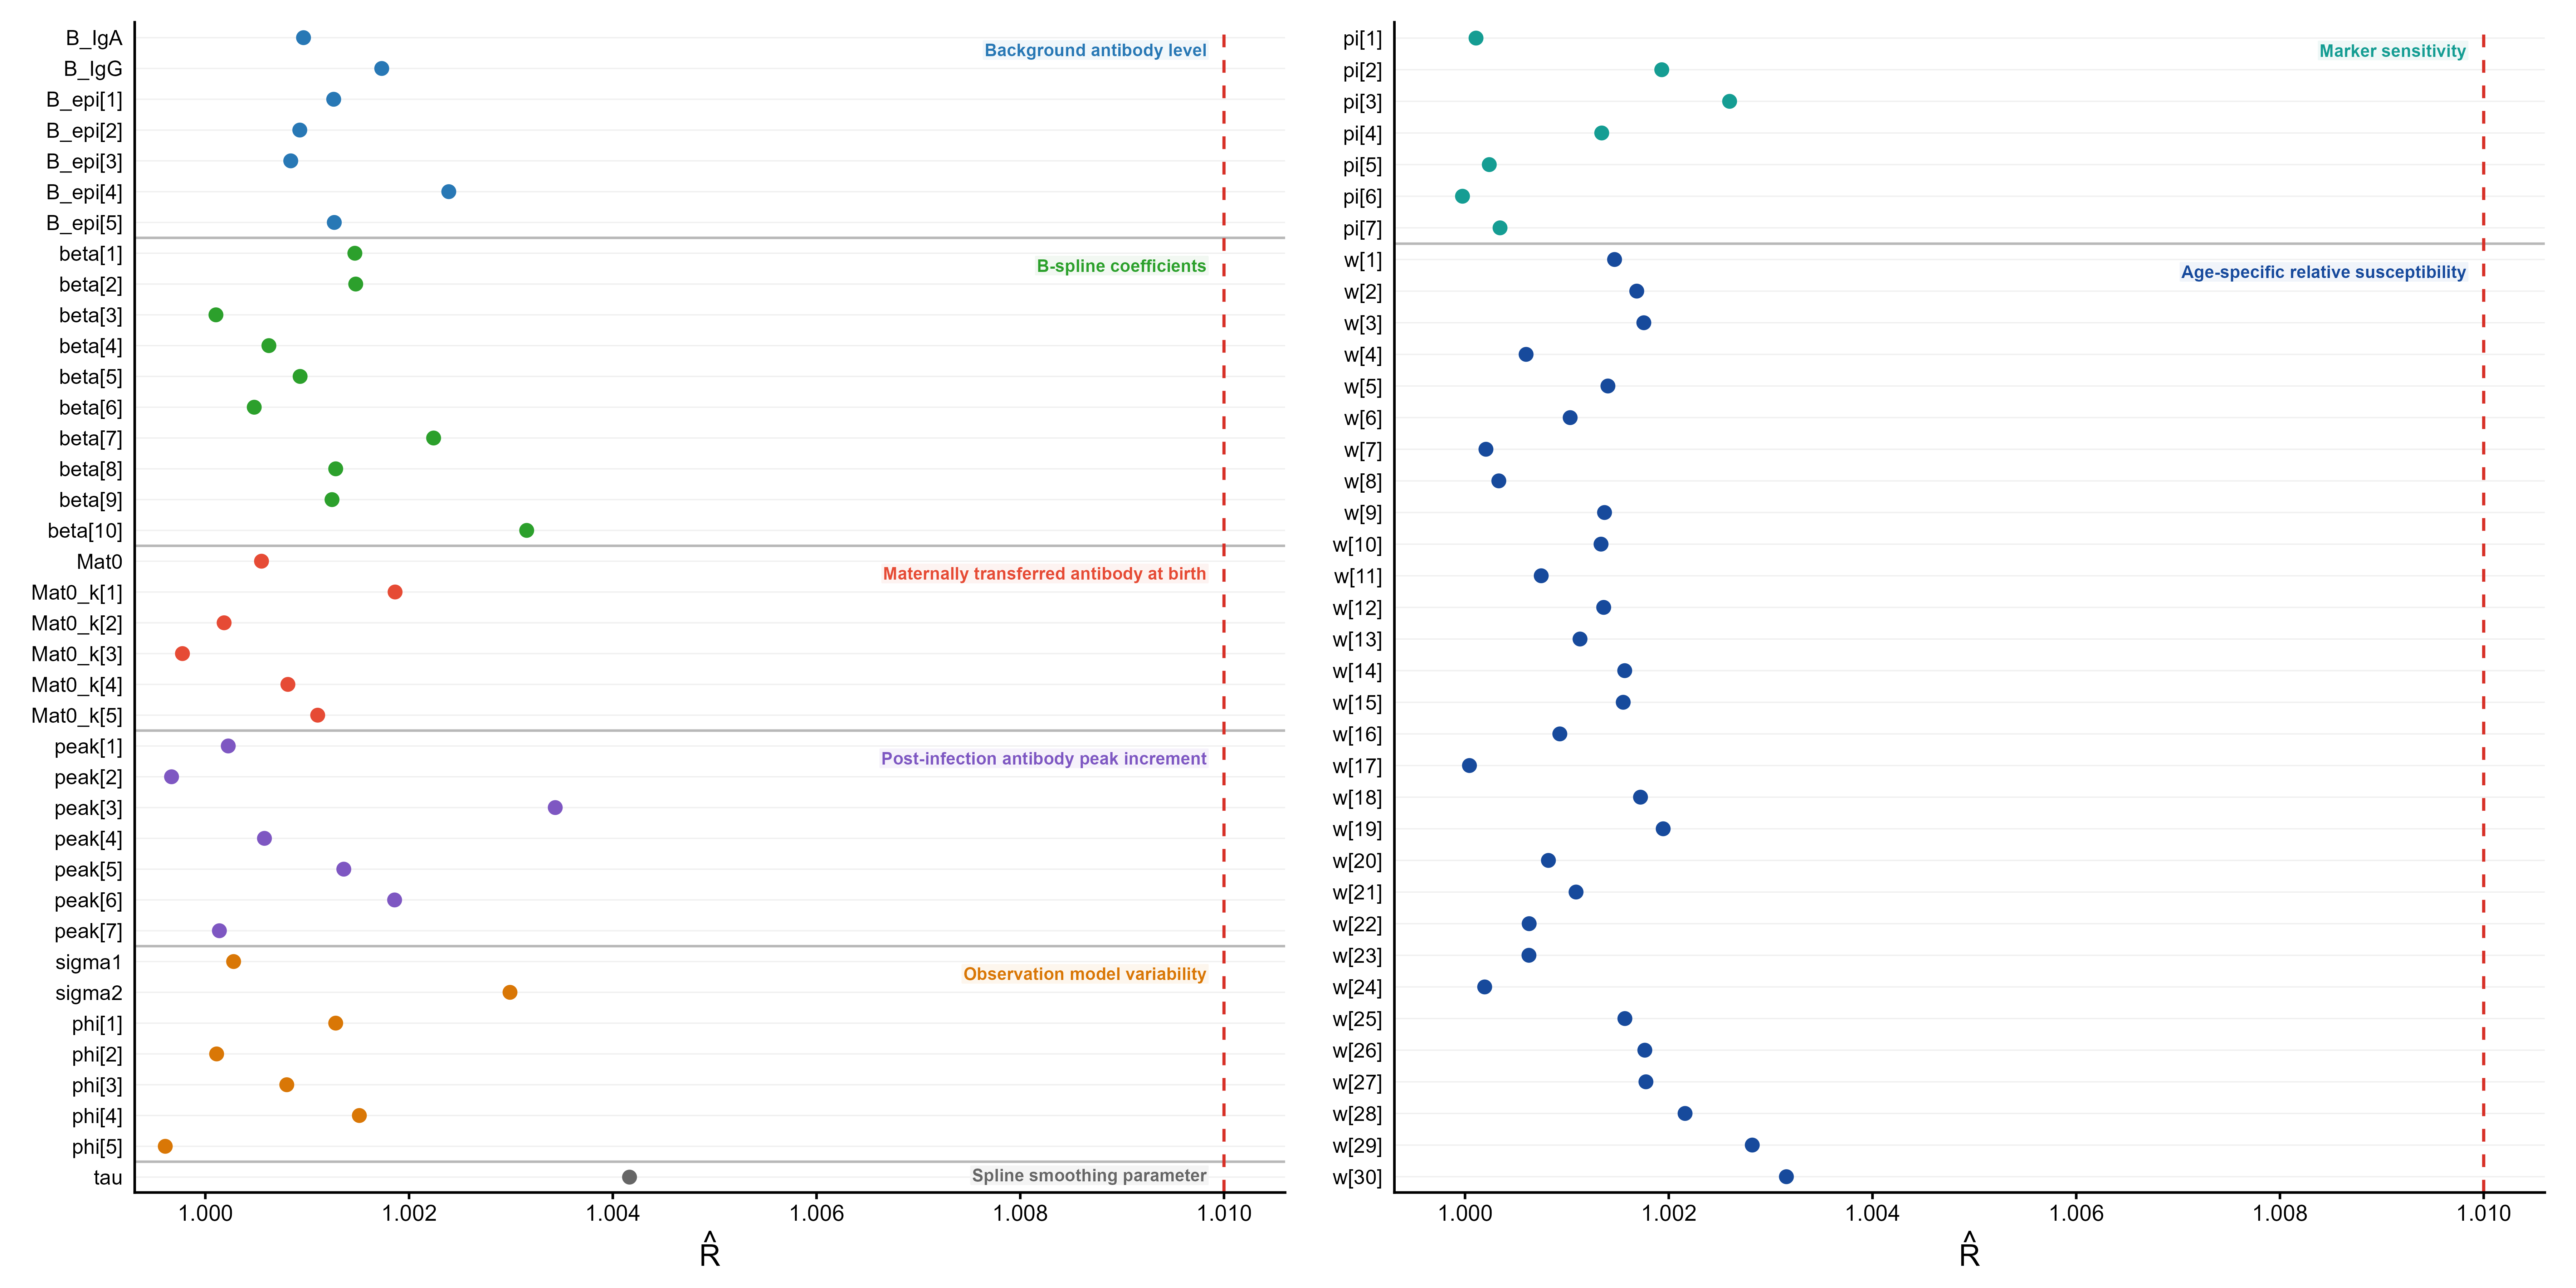 B_IgA
B_IgG
B_epi[1]
B_epi[2]
B_epi[3]
B_epi[4]
B_epi[5]
beta[1]
beta[2]
beta[3]
beta[4]
beta[5]
beta[6]
beta[7]
beta[8]
beta[9]
beta[10]
Mat0
Mat0_k[1]
Mat0_k[2]
Mat0_k[3]
Mat0_k[4]
Mat0_k[5]
peak[1]
peak[2]
peak[3]
peak[4]
peak[5]
peak[6]
peak[7]
sigma1
sigma2
phi[1]
phi[2]
phi[3]
phi[4]
phi[5]
tau
Background antibody level
B-spline coefficients
Maternally transferred antibody at birth
Post-infection antibody peak increment
Observation model variability
Spline smoothing parameter
1.000 1.002 1.004 1.006 1.008 1.010
R̂
pi[1]
pi[2]
pi[3]
pi[4]
pi[5]
pi[6]
pi[7]
w[1]
w[2]
w[3]
w[4]
w[5]
w[6]
w[7]
w[8]
w[9]
w[10]
w[11]
w[12]
w[13]
w[14]
w[15]
w[16]
w[17]
w[18]
w[19]
w[20]
w[21]
w[22]
w[23]
w[24]
w[25]
w[26]
w[27]
w[28]
w[29]
w[30]
Marker sensitivity
Age-specific relative susceptibility
1.000 1.002 1.004 1.006 1.008 1.010
R̂